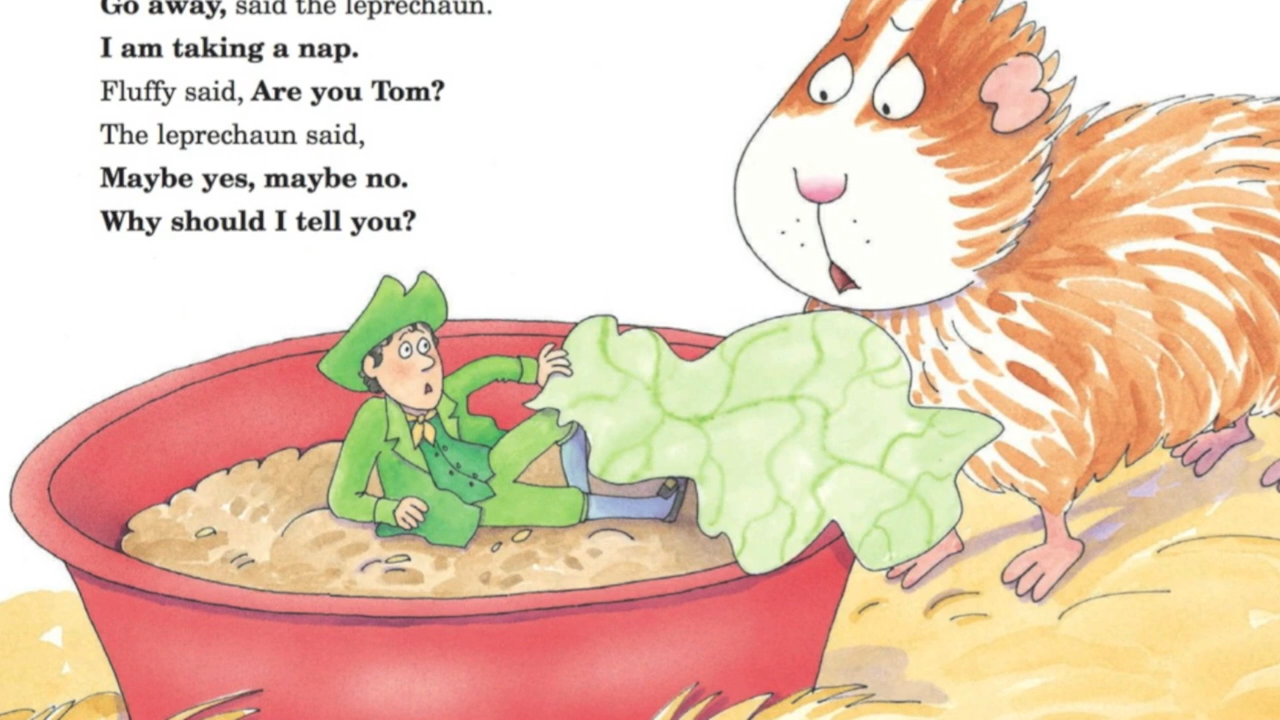 Go away, said the leprechaun.
I am taking a nap.
Fluffy said, Are you Tom?
The leprechaun said,
Maybe yes, maybe no.
Why should I tell you?